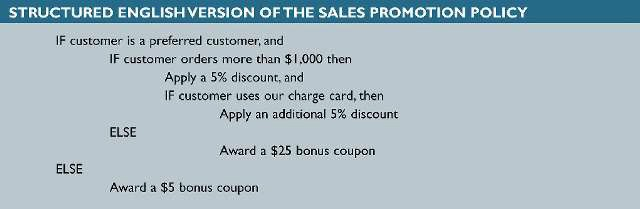 STRUCTURED ENGLISH VERSION OF THE SALES PROMOTION POLICY
IF customer is a preferred customer, and
IF customer orders more than $1,000 then
Apply a 5% discount, and
IF customer uses our charge card, then
Apply an additional 5% discount
ELSE
Award a $25 bonus coupon
ELSE
Award a $5 bonus coupon